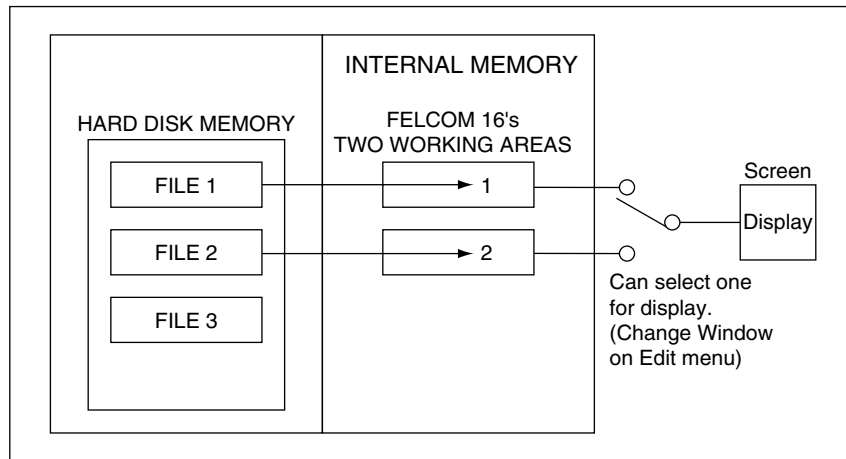 INTERNAL MEMORY
HARD DISK MEMORY
FELCOM 16's
TWO WORKING AREAS
FILE 1
FILE 2
FILE 3
1
2
Screen
Display
Can select one
for display.
(Change Window
on Edit menu)